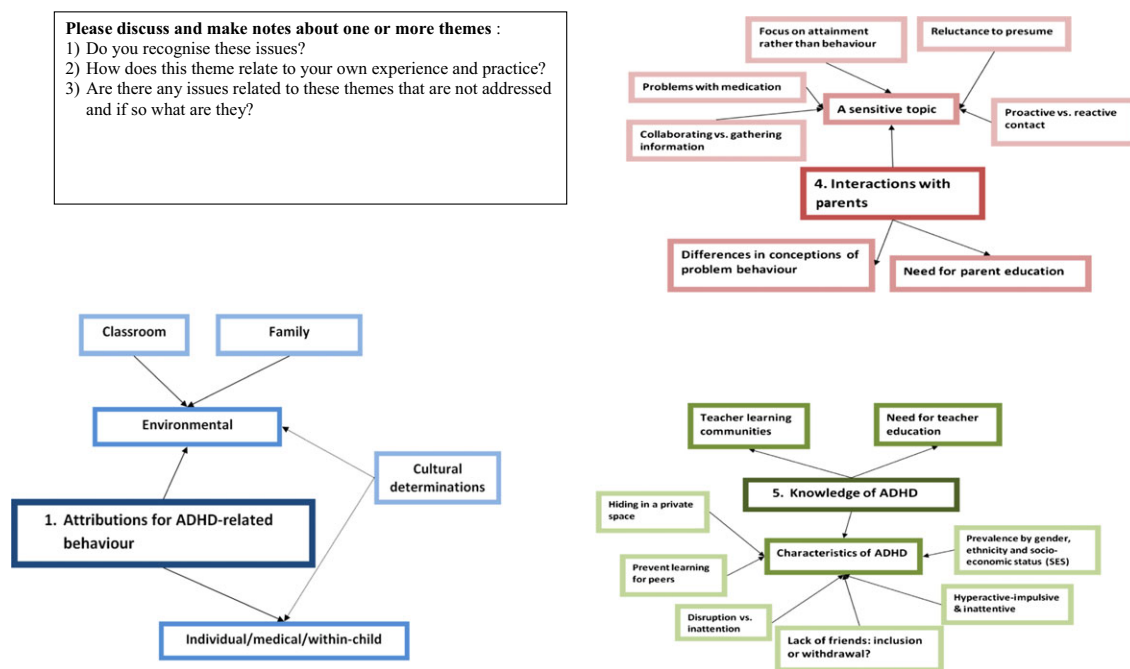 Please discuss and make notes about one or more themes :
1) Do you recognise these issues?
2) How does this theme relate to your own experience and practice?
3) Are there any issues related to these themes that are not addressed
and if so what are they?
Focus on attainment
rather than behaviour
Reluctance to presume
Problems with medication
A sensitive topic
Proactive vs. reactive
contact
Collaborating vs. gathering
information
4. Interactions with
parents
Differences in conceptions of
problem behaviour
Need for parent education
Classroom
Family
Environmental
Cultural
determinations
1. Attributions for ADHD-related
behaviour
Individual/medical/within-child
Teacher learning
communities
Need for teacher
education
5. Knowledge of ADHD
Hiding in a private
space
Characteristics of ADHD
Prevalence by gender,
ethnicity and socio-
economic status (SES)
Prevent learning
for peers
Disruption vs.
inattention
Lack of friends: inclusion
or withdrawal?
Hyperactive-impulsive
& inattentive